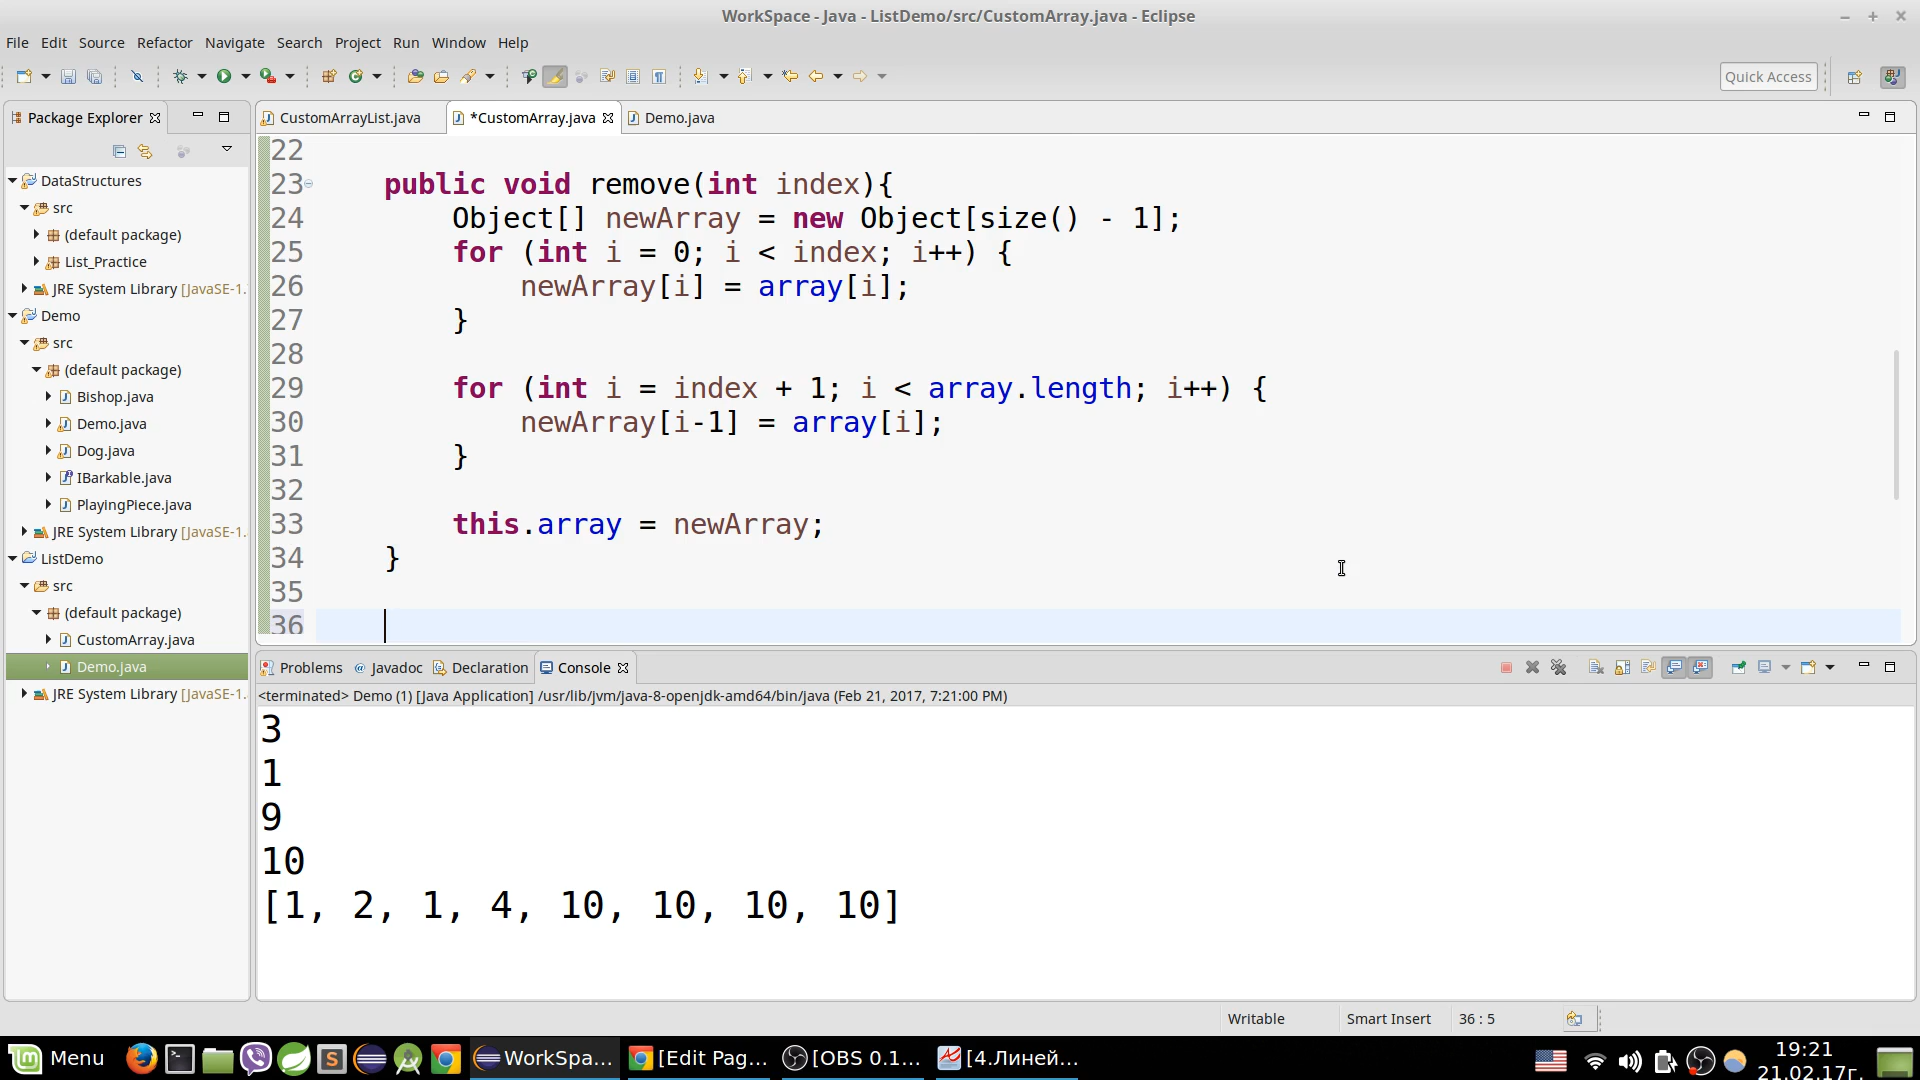 WorkSpace - Java - ListDemo/src/CustomArray.java - Eclipse
File Edit Source Refactor Navigate Search Project Run Window Help
Quick Access
Package Explorer
CustomArrayList.java
*CustomArray.java
Demo.java
DataStructures
src
(default package)
List_Practice
JRE System Library [JavaSE-1.
Demo
src
(default package)
Bishop.java
Demo.java
Dog.java
IBarkable.java
PlayingPiece.java
JRE System Library [JavaSE-1.
ListDemo
src
(default package)
CustomArray.java
Demo.java
JRE System Library [JavaSE-1.
22
23 public void remove(int index){
24 Object[] newArray = new Object[size() - 1];
25 for (int i = 0; i < index; i++) {
26 newArray[i] = array[i];
27 }
28
29 for (int i = index + 1; i < array.length; i++) {
30 newArray[i-1] = array[i];
31 }
32
33 this.array = newArray;
34 }
35
36
Problems @ Javadoc Declaration Console
<terminated> Demo (1) [Java Application] /usr/lib/jvm/java-8-openjdk-amd64/bin/java (Feb 21, 2017, 7:21:00 PM)
3
1
9
10
[1, 2, 1, 4, 10, 10, 10, 10]
Writable Smart Insert 36 : 5
Menu WorkSpa... [Edit Pag... [OBS 0.1... [4.Линей...
19:21
21.02.17г.